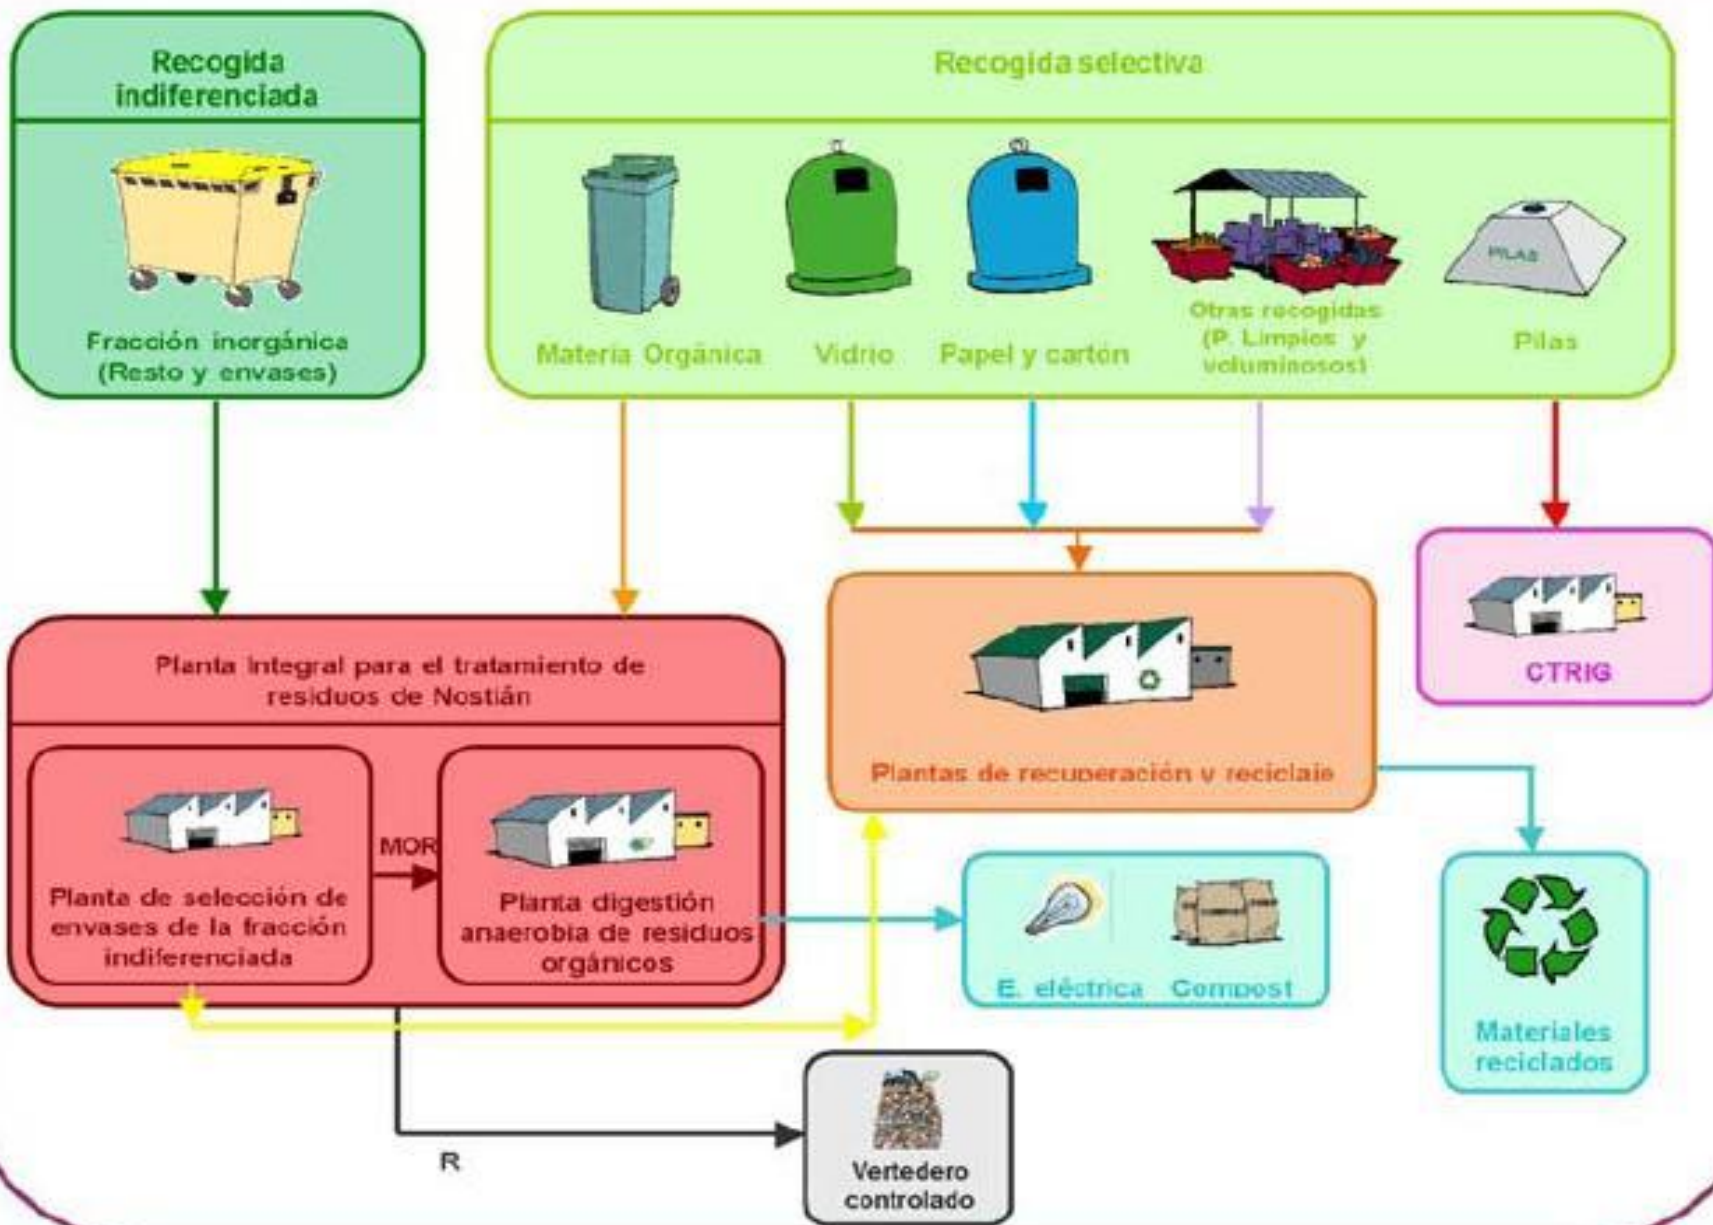 Recogida
indiferenciada
Fracción inorgánica
(Resto y envases)
Recogida selectiva
Materia Orgánica
Vidrio
Papel y cartón
Otras recogidas
(P. Limpios y
voluminosos)
PILAS
Pilas
Planta Integral para el tratamiento de
residuos de Nostián
Planta de selección de
envases de la fracción
indiferenciada
MOR
Planta digestión
anaerobia de residuos
orgánicos
Plantas de recuperación y reciclaje
CTRIG
E. eléctrica
Compost
Materiales
reciclados
R
Vertedero
controlado